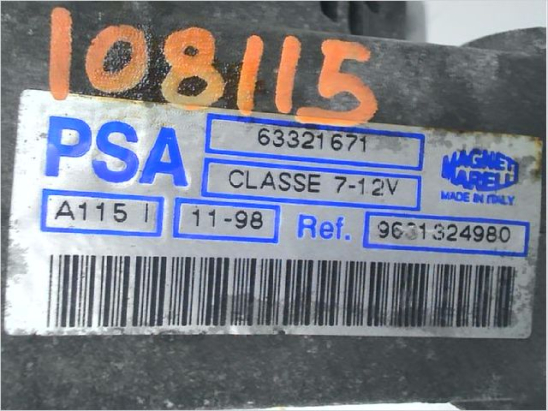 108115
PSA
63321671
CLASSE 7-12V
MAGNETI
MARELLI
MADE IN ITALY
A115 I 11-98 Ref. 9631324980